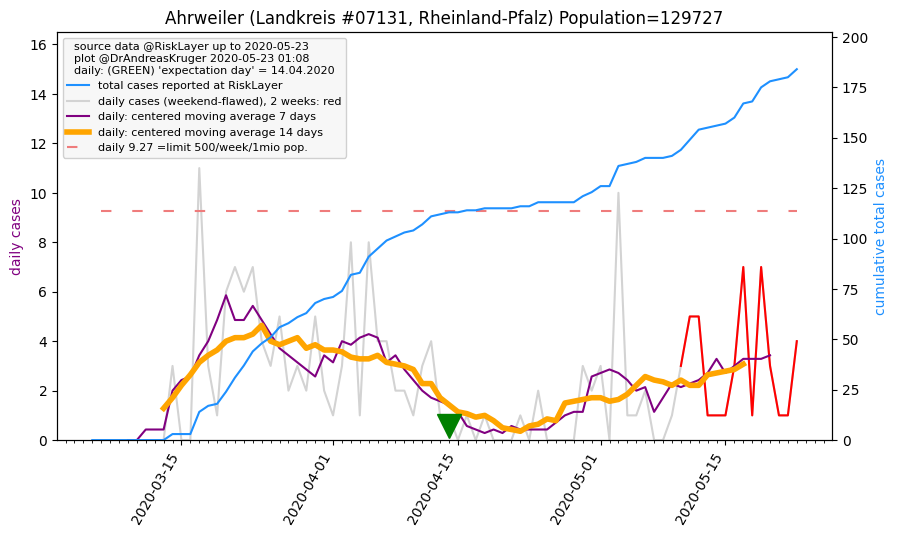 Ahrweiler (Landkreis #07131, Rheinland-Pfalz) Population=129727
source data @RiskLayer up to 2020-05-23
plot @DrAndreasKruger 2020-05-23 01:08
daily: (GREEN) 'expectation day' = 14.04.2020
total cases reported at RiskLayer
daily cases (weekend-flawed), 2 weeks: red
daily: centered moving average 7 days
daily: centered moving average 14 days
daily 9.27 =limit 500/week/1mio pop.
daily cases
16
14
12
10
8
6
4
2
0
200
175
150
125
100
75
50
25
0
cumulative total cases
2020-03-15
2020-04-01
2020-04-15
2020-05-01
2020-05-15